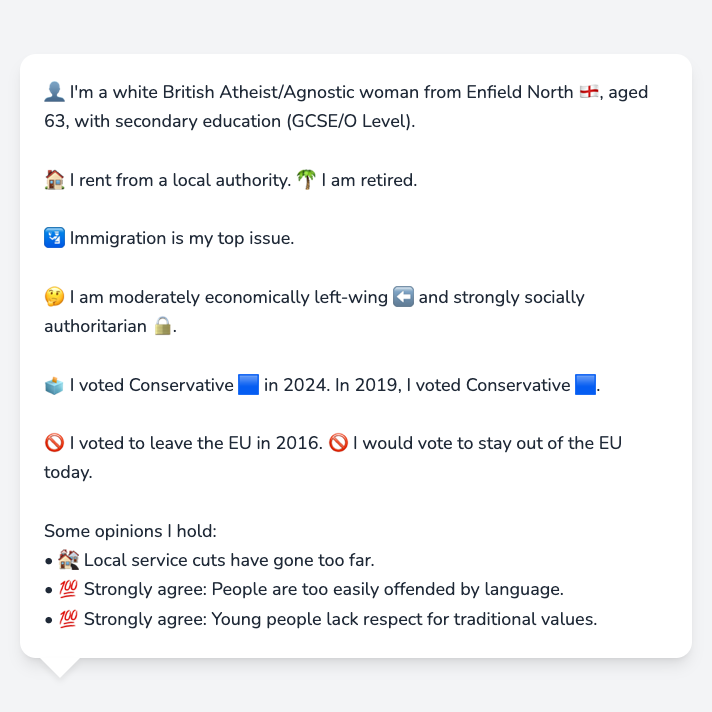 👤 I'm a white British Atheist/Agnostic woman from Enfield North 🏴󠁧󠁢󠁥󠁮󠁧󠁿, aged
63, with secondary education (GCSE/O Level).
🏠 I rent from a local authority. 🌴 I am retired.
🛂 Immigration is my top issue.
🤔 I am moderately economically left-wing ⬅️ and strongly socially
authoritarian 🔒.
🗳️ I voted Conservative 🟦 in 2024. In 2019, I voted Conservative 🟦.
🚫 I voted to leave the EU in 2016. 🚫 I would vote to stay out of the EU
today.
Some opinions I hold:
• 🏚️ Local service cuts have gone too far.
• 💯 Strongly agree: People are too easily offended by language.
• 💯 Strongly agree: Young people lack respect for traditional values.